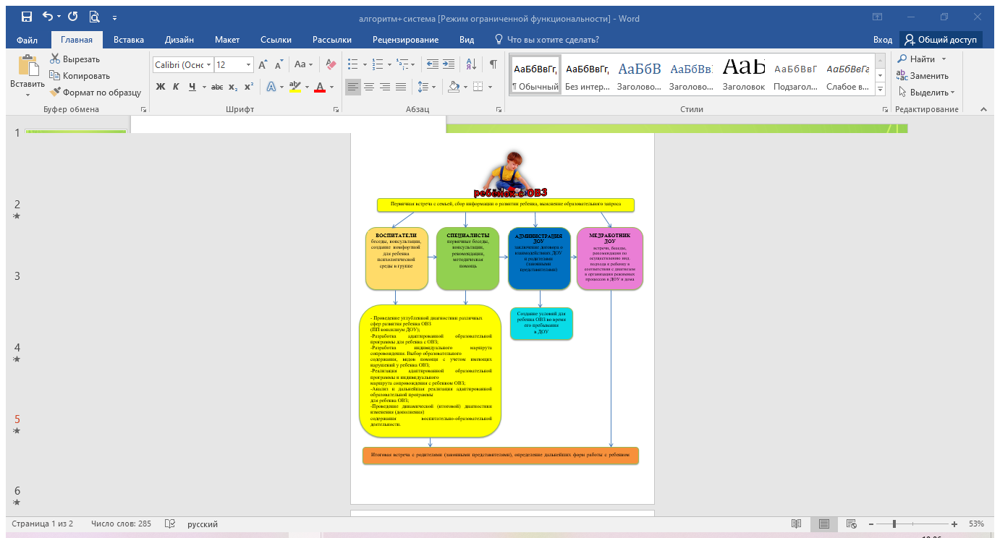 алгоритм+система [Режим ограниченной функциональности] - Word
Файл Главная Вставка Дизайн Макет Ссылки Рассылки Рецензирование Вид Что вы хотите сделать? Вход Общий доступ
Вставить
Вырезать
Копировать
Формат по образцу
Буфер обмена
Calibri (Оснс 12 Aa
Ж К Ч abc x₂ x² A aby A
Шрифт
Абзац
АаБбВвГг, АаБбВвГг, АаБбВ АаБбВв. АаЬ АаБбВвГ АаБбВвГг
¶ Обычный Без интер... Заголово... Заголово... Заголовок Подзагол... Слабое в...
Стили
Найти
Заменить
Выделить
Редактирование
1
2
3
4
5
6
ребёнок с ОВЗ
Первичная встреча с семьей, сбор информации о развитии ребенка, выяснение образовательного запроса
ВОСПИТАТЕЛИ
беседы, консультации,
создание комфортной
для ребенка
психологической
среды в группе
СПЕЦИАЛИСТЫ
первичные беседы,
консультации,
рекомендации,
методическая
помощь
АДМИНИСТРАЦИЯ
ДОУ
заключение договора о
взаимодействиях ДОУ
и родителями
(законными
представителями)
МЕДРАБОТНИК
ДОУ
встречи, беседы,
рекомендации по
осуществлению инд.
подхода к ребенку в
соответствии с диагнозом
в организации режимных
процессов в ДОУ и дома
- Проведение углубленной диагностики различных
сфер развития ребенка ОВЗ
(ПП консилиум ДОУ);
-Разработка адаптированной образовательной
программы для ребенка с ОВЗ;
-Разработка индивидуального маршрута
сопровождения. Выбор образовательного
содержания, видов помощи с учетом имеющих
нарушений у ребенка ОВЗ;
-Реализация адаптированной образовательной
программы и индивидуального
маршрута сопровождения с ребенком ОВЗ;
-Анализ и дальнейшая реализация адаптированной
образовательной программы
для ребенка ОВЗ;
-Проведение динамической (итоговой) диагностики
изменения (дополнения)
содержания воспитательно-образовательной
деятельности.
Создание условий для
ребенка ОВЗ во время
его пребывания
в ДОУ
Итоговая встреча с родителями (законными представителями), определение дальнейших форм работы с ребенком
Страница 1 из 2 Число слов: 285 русский 53%